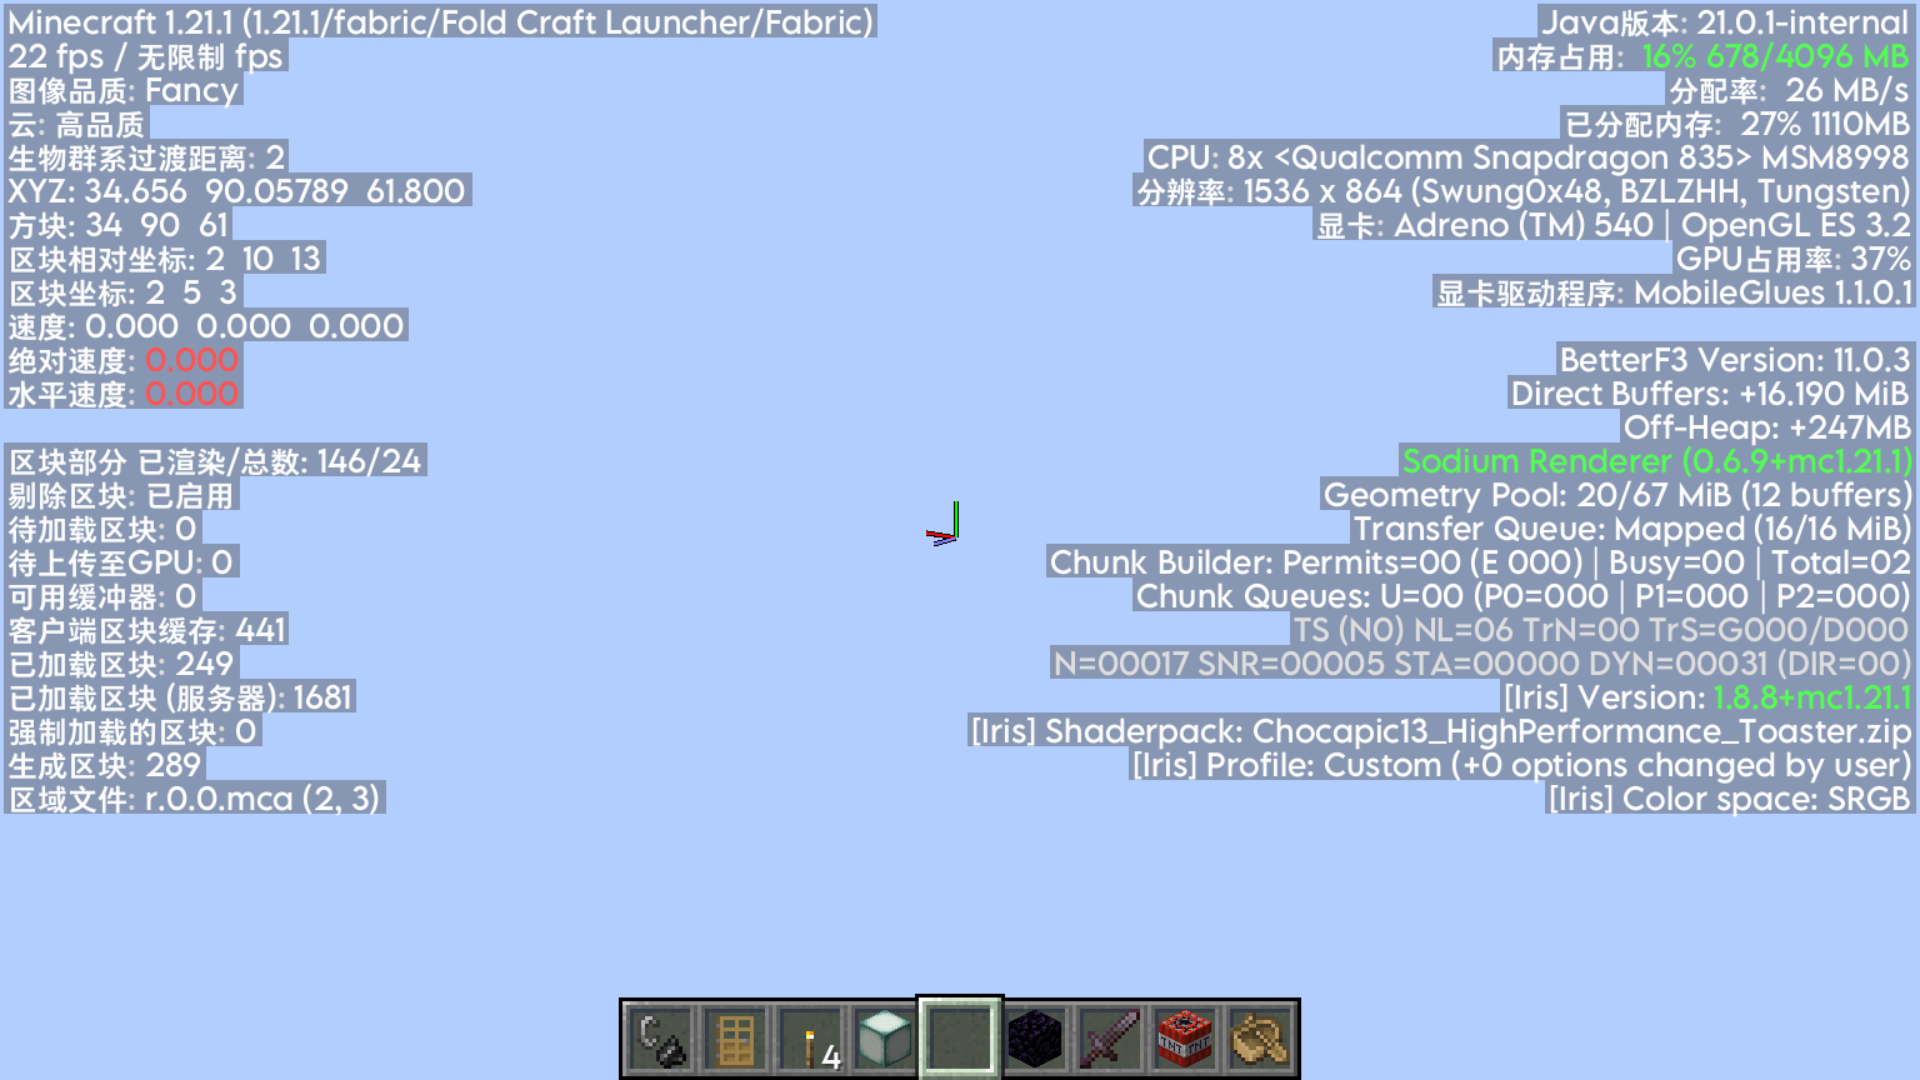 Minecraft 1.21.1 (1.21.1/fabric/Fold Craft Launcher/Fabric)
22 fps / 无限制 fps
图像品质: Fancy
云: 高品质
生物群系过渡距离: 2
XYZ: 34.656 90.05789 61.800
方块: 34 90 61
区块相对坐标: 2 10 13
区块坐标: 2 5 3
速度: 0.000 0.000 0.000
绝对速度: 0.000
水平速度: 0.000
区块部分 已渲染/总数: 146/24
剔除区块: 已启用
待加载区块: 0
待上传至GPU: 0
可用缓冲器: 0
客户端区块缓存: 441
已加载区块: 249
已加载区块 (服务器): 1681
强制加载的区块: 0
生成区块: 289
区域文件: r.0.0.mca (2, 3)
Java版本: 21.0.1-internal
内存占用: 16% 678/4096 MB
分配率: 26 MB/s
已分配内存: 27% 1110MB
CPU: 8x <Qualcomm Snapdragon 835> MSM8998
分辨率: 1536 x 864 (Swung0x48, BZLZHH, Tungsten)
显卡: Adreno (TM) 540 | OpenGL ES 3.2
GPU占用率: 37%
显卡驱动程序: MobileGlues 1.1.0.1
BetterF3 Version: 11.0.3
Direct Buffers: +16.190 MiB
Off-Heap: +247MB
Sodium Renderer (0.6.9+mc1.21.1)
Geometry Pool: 20/67 MiB (12 buffers)
Transfer Queue: Mapped (16/16 MiB)
Chunk Builder: Permits=00 (E 000) | Busy=00 | Total=02
Chunk Queues: U=00 (P0=000 | P1=000 | P2=000)
TS (N0) NL=06 TrN=00 TrS=G000/D000
N=00017 SNR=00005 STA=00000 DYN=00031 (DIR=00)
[Iris] Version: 1.8.8+mc1.21.1
[Iris] Shaderpack: Chocapic13_HighPerformance_Toaster.zip
[Iris] Profile: Custom (+0 options changed by user)
[Iris] Color space: SRGB
4
TNT TNT